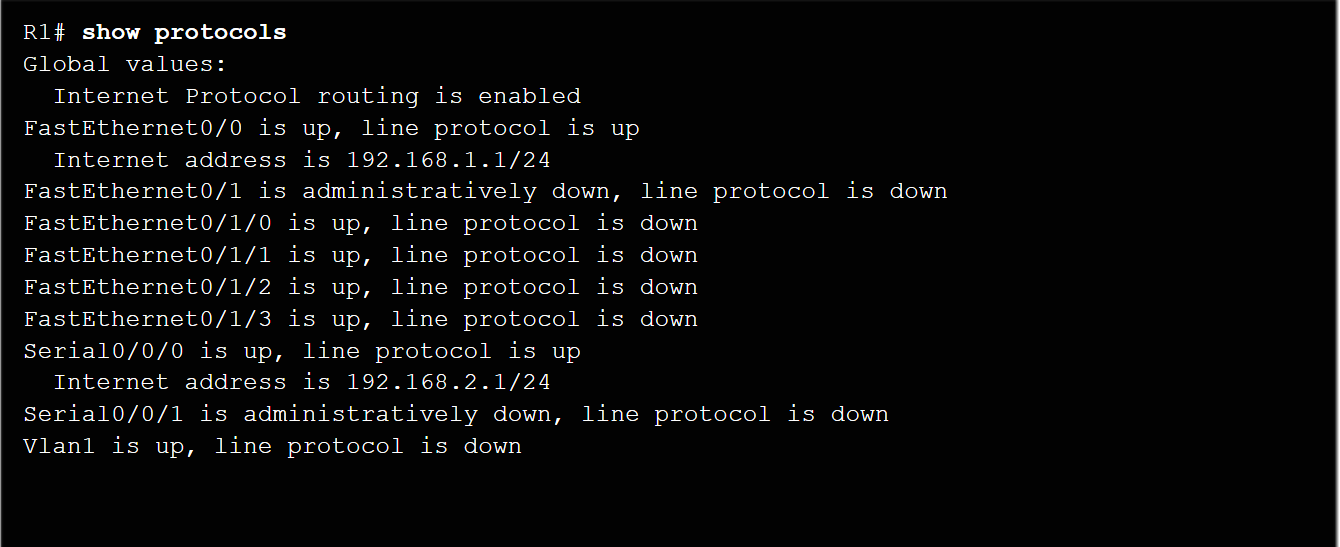 R1# show protocols
Global values:
Internet Protocol routing is enabled
FastEthernet0/0 is up, line protocol is up
Internet address is 192.168.1.1/24
FastEthernet0/1 is administratively down, line protocol is down
FastEthernet0/1/0 is up, line protocol is down
FastEthernet0/1/1 is up, line protocol is down
FastEthernet0/1/2 is up, line protocol is down
FastEthernet0/1/3 is up, line protocol is down
Serial0/0/0 is up, line protocol is up
Internet address is 192.168.2.1/24
Serial0/0/1 is administratively down, line protocol is down
Vlan1 is up, line protocol is down